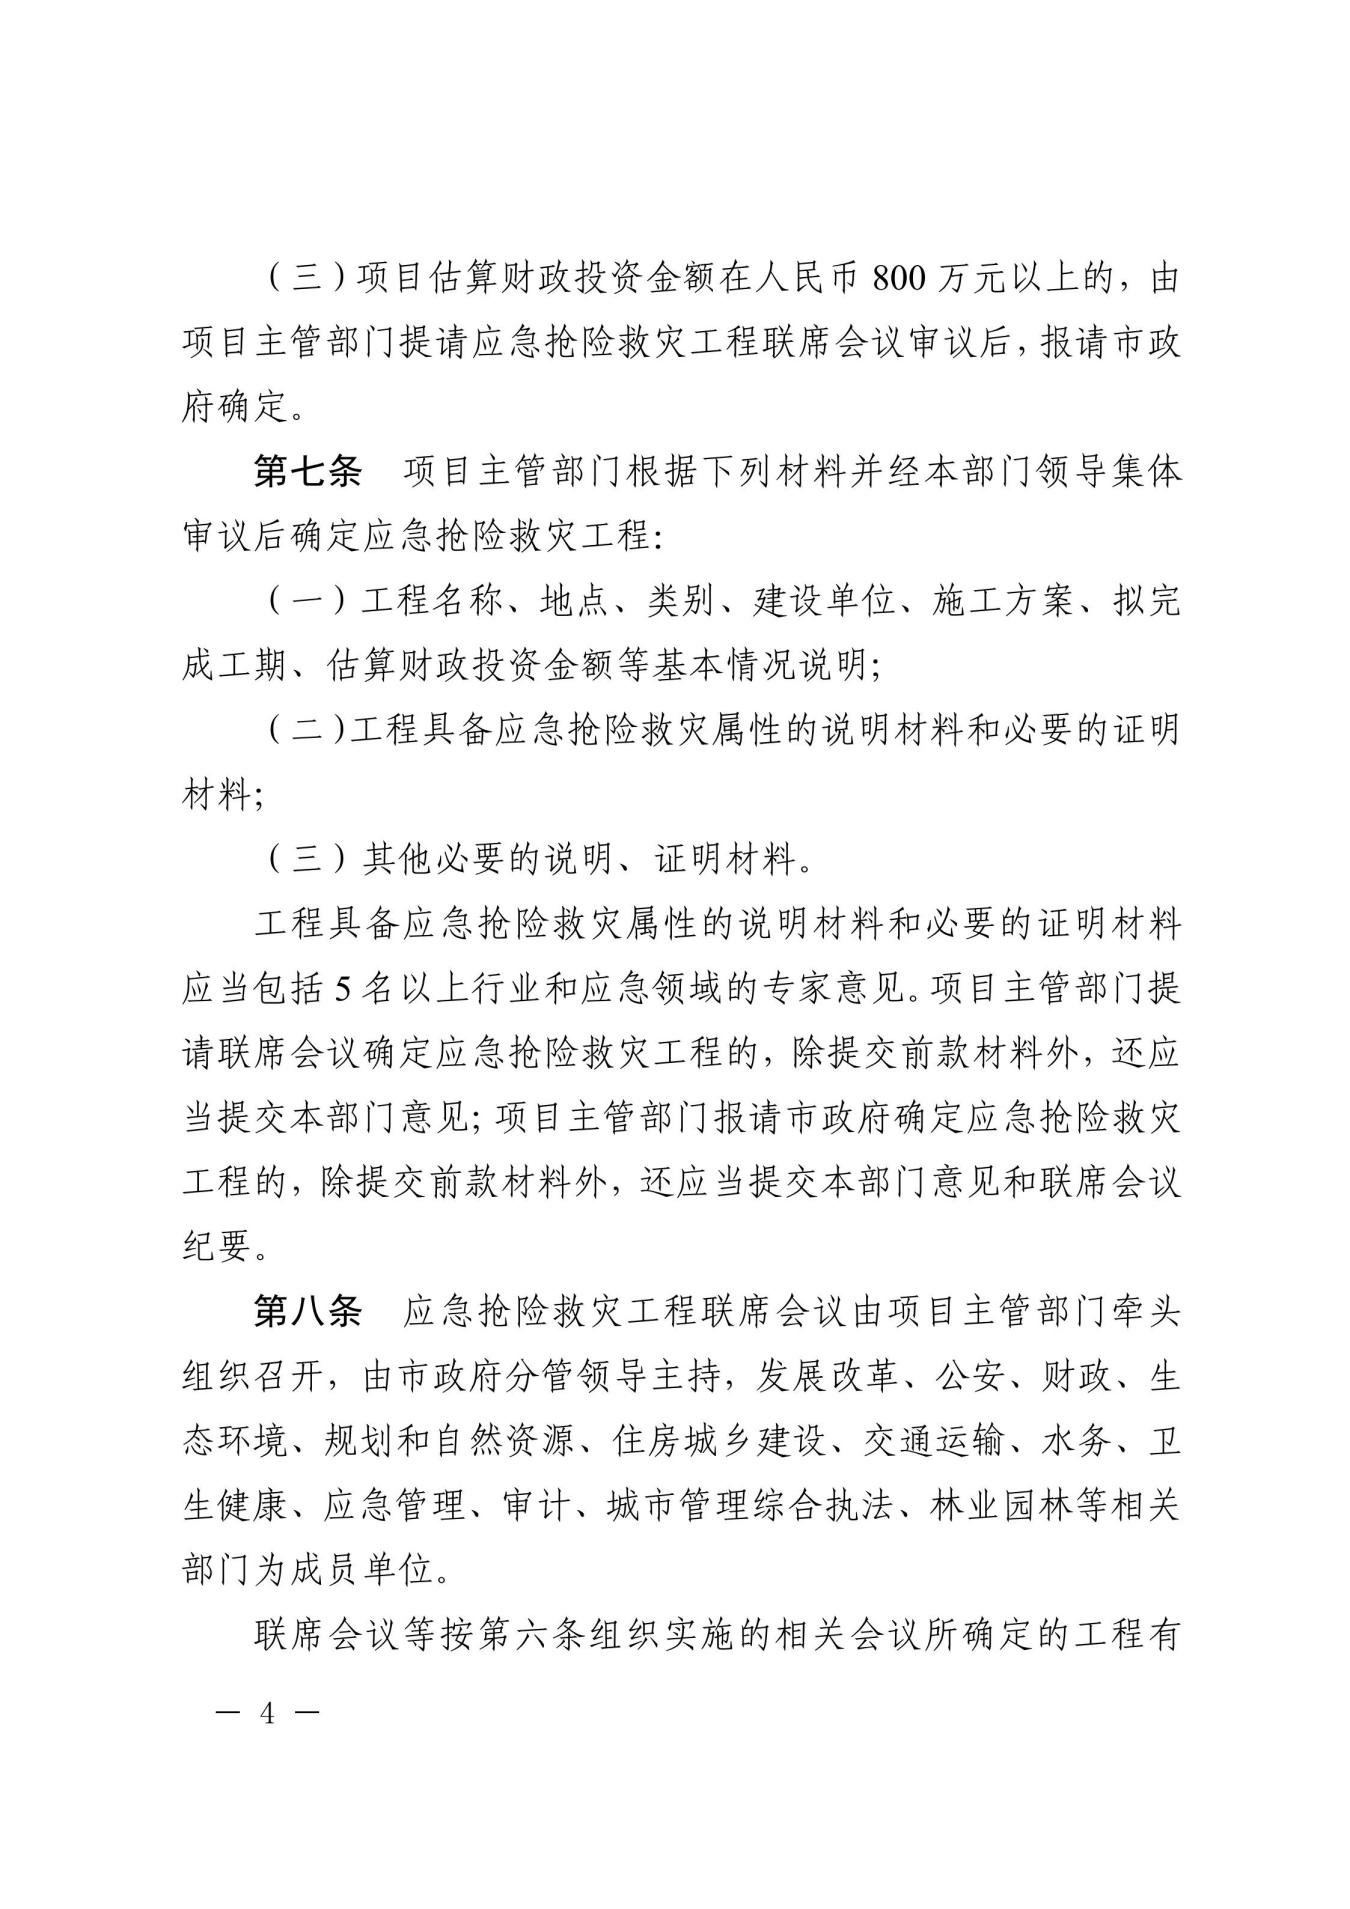 （三）项目估算财政投资金额在人民币 800 万元以上的，由
项目主管部门提请应急抢险救灾工程联席会议审议后，报请市政
府确定。
第七条　项目主管部门根据下列材料并经本部门领导集体
审议后确定应急抢险救灾工程：
（一）工程名称、地点、类别、建设单位、施工方案、拟完
成工期、估算财政投资金额等基本情况说明；
（二）工程具备应急抢险救灾属性的说明材料和必要的证明
材料；
（三）其他必要的说明、证明材料。
工程具备应急抢险救灾属性的说明材料和必要的证明材料
应当包括 5 名以上行业和应急领域的专家意见。项目主管部门提
请联席会议确定应急抢险救灾工程的，除提交前款材料外，还应
当提交本部门意见；项目主管部门报请市政府确定应急抢险救灾
工程的，除提交前款材料外，还应当提交本部门意见和联席会议
纪要。
第八条　应急抢险救灾工程联席会议由项目主管部门牵头
组织召开，由市政府分管领导主持，发展改革、公安、财政、生
态环境、规划和自然资源、住房城乡建设、交通运输、水务、卫
生健康、应急管理、审计、城市管理综合执法、林业园林等相关
部门为成员单位。
联席会议等按第六条组织实施的相关会议所确定的工程有
— 4 —